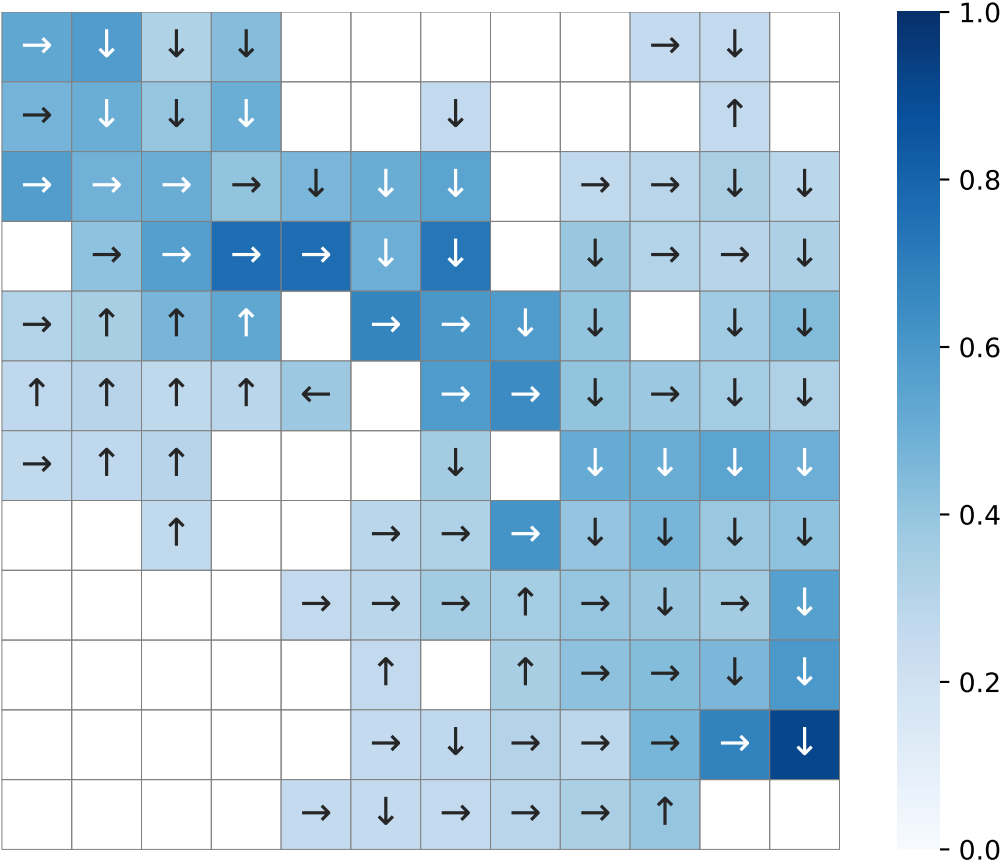 → ↓ ↓ ↓ → ↓
→ ↓ ↓ ↓ ↓ ↑
→ → → → ↓ ↓ ↓ → → ↓ ↓
→ → → → ↓ ↓ ↓ → → ↓
→ ↑ ↑ ↑ → → ↓ ↓ ↓ ↓
↑ ↑ ↑ ↑ ← → → ↓ → ↓ ↓
→ ↑ ↑ ↓ ↓ ↓ ↓ ↓
↑ → → → ↓ ↓ ↓ ↓
→ → → ↑ → ↓ → ↓
↑ ↑ → → ↓ ↓
→ ↓ → → → → ↓
→ ↓ → → → ↑
1.0
0.8
0.6
0.4
0.2
0.0